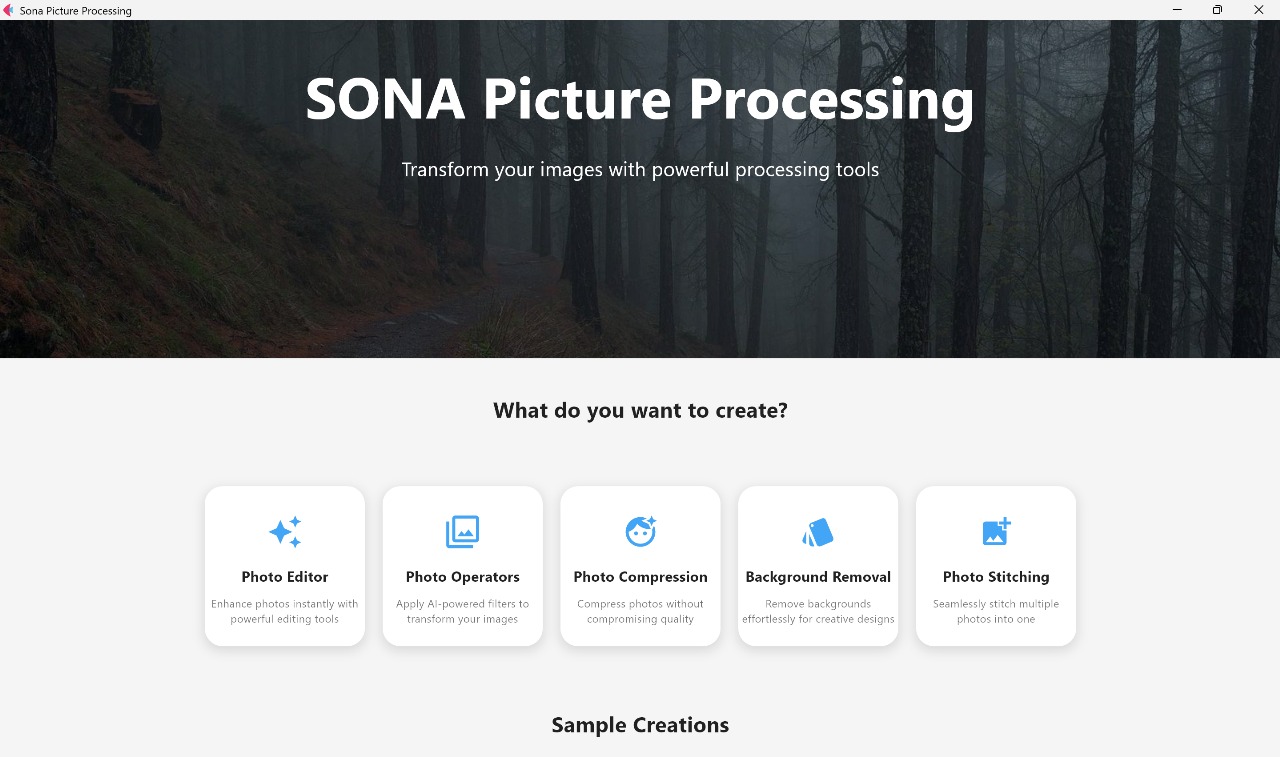 Sona Picture Processing
SONA Picture Processing
Transform your images with powerful processing tools
What do you want to create?
Photo Editor
Enhance photos instantly with
powerful editing tools
Photo Operators
Apply AI-powered filters to
transform your images
Photo Compression
Compress photos without
compromising quality
Background Removal
Remove backgrounds
effortlessly for creative designs
Photo Stitching
Seamlessly stitch multiple
photos into one
Sample Creations